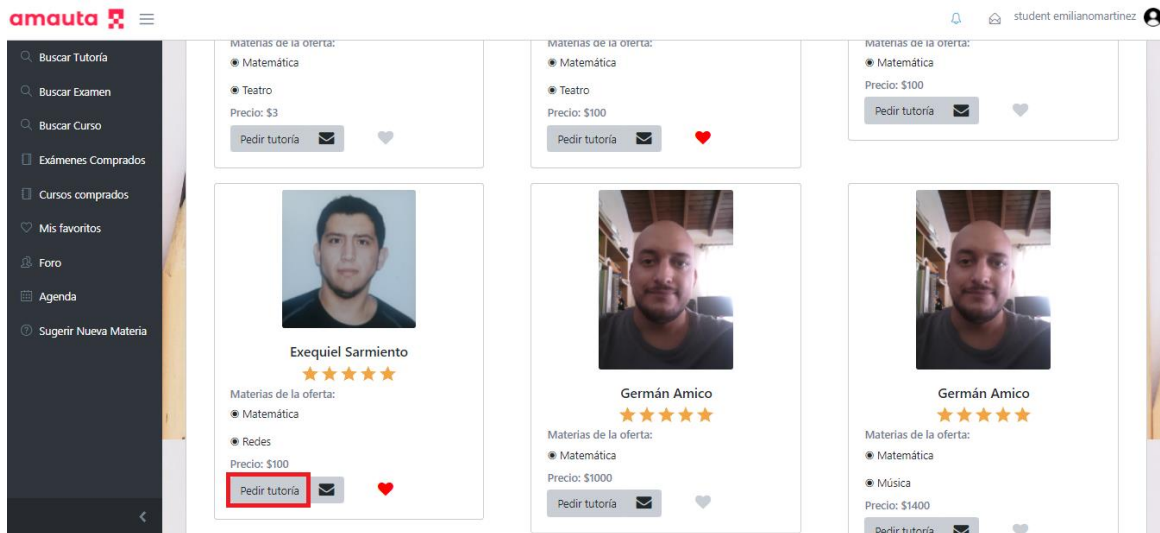 amauta
student emilianomartinez
Buscar Tutoría
Buscar Examen
Buscar Curso
Exámenes Comprados
Cursos comprados
Mis favoritos
Foro
Agenda
Sugerir Nueva Materia
Materias de la oferta:
Matemática
Teatro
Precio: $3
Pedir tutoría
Materias de la oferta:
Matemática
Teatro
Precio: $100
Pedir tutoría
Materias de la oferta:
Matemática
Precio: $100
Pedir tutoría
Exequiel Sarmiento
Materias de la oferta:
Matemática
Redes
Precio: $100
Pedir tutoría
Germán Amico
Materias de la oferta:
Matemática
Precio: $1000
Pedir tutoría
Germán Amico
Materias de la oferta:
Matemática
Música
Precio: $1400
Pedir tutoría